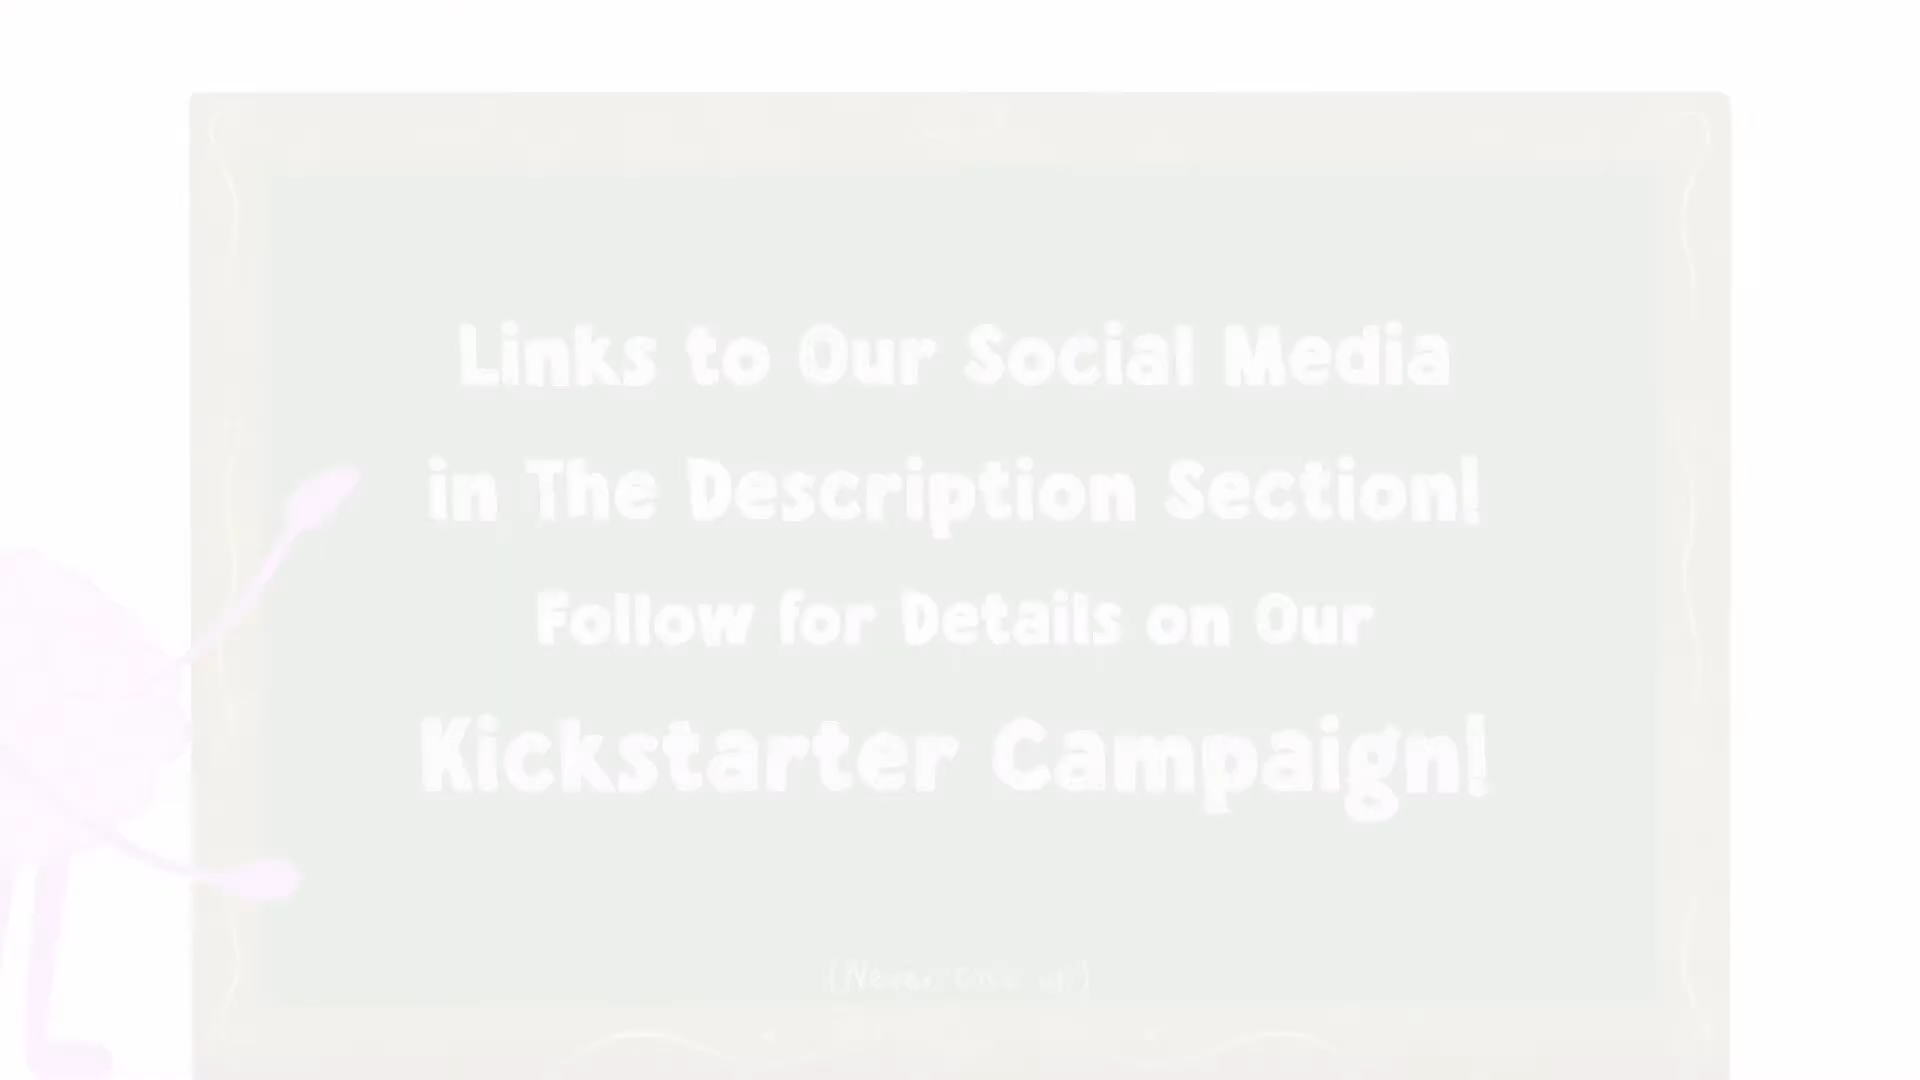 Links to Our Social Media
in The Description Section!
Follow for Details on Our
Kickstarter Campaign!